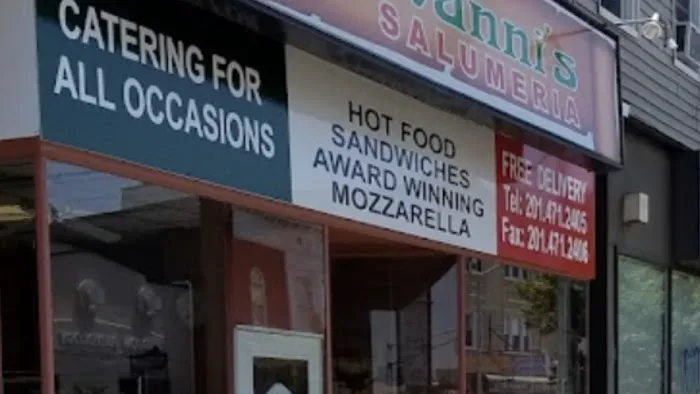 vanni's
SALUMERIA
CATERING FOR
ALL OCCASIONS
HOT FOOD
SANDWICHES
AWARD WINNING
MOZZARELLA
FREE DELIVERY
Tel: 201.471.2405
Fax: 201.471.2406